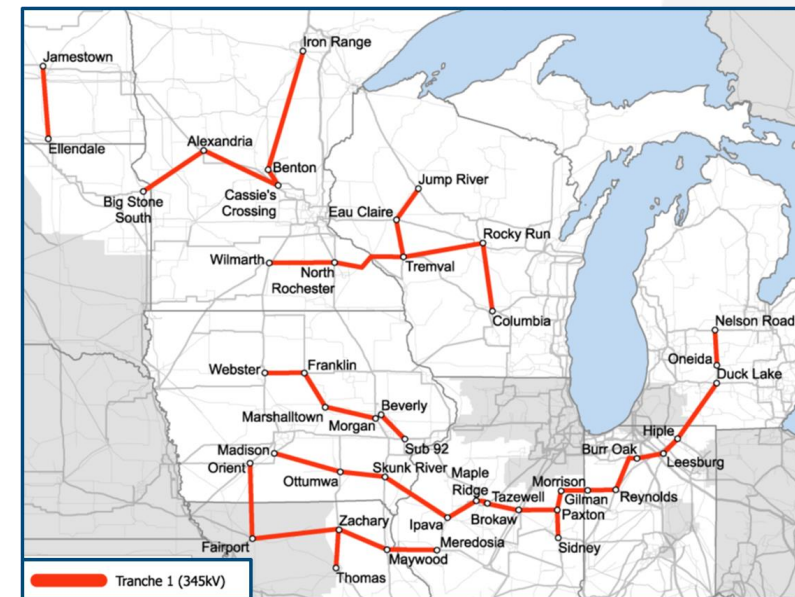 Iron Range
Jamestown
Ellendale
Alexandria
Benton
Big Stone
South
Cassie's
Crossing
Jump River
Eau Claire
Rocky Run
Wilmarth
North
Rochester
Tremval
Columbia
Nelson Road
Oneida
Duck Lake
Webster
Franklin
Marshalltown
Beverly
Morgan
Sub 92
Hiple
Burr Oak
Leesburg
Madison
Orient
Ottumwa
Skunk River
Maple
Ridge
Tazewell
Morrison
Gilman
Reynolds
Ipava
Brokaw
Paxton
Sidney
Zachary
Fairport
Meredosia
Maywood
Thomas
Tranche 1 (345kV)